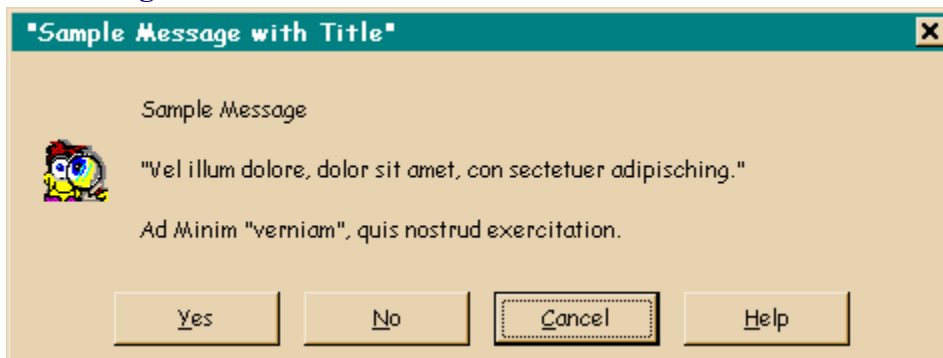 "Sample Message with Title"
Sample Message
"Vel illum dolore, dolor sit amet, con sectetuer adipisching."
Ad Minim "verniam", quis nostrud exercitation.
Yes No Cancel Help